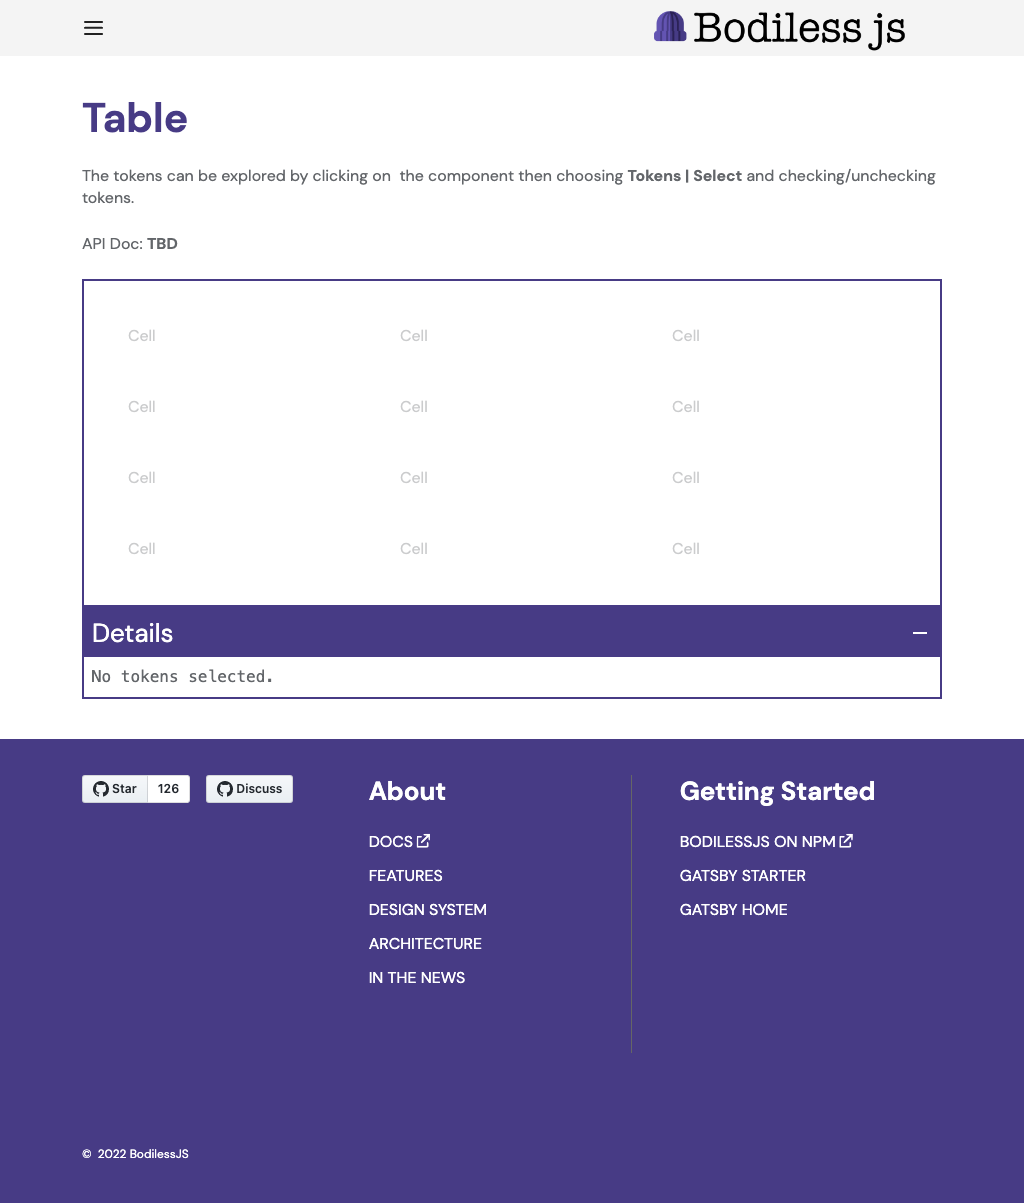 Bodiless js
Table
The tokens can be explored by clicking on  the component then choosing Tokens | Select and checking/unchecking
tokens.
API Doc: TBD
Cell Cell Cell
Cell Cell Cell
Cell Cell Cell
Cell Cell Cell
Details
No tokens selected.
Star 126 Discuss
About
DOCS
FEATURES
DESIGN SYSTEM
ARCHITECTURE
IN THE NEWS
Getting Started
BODILESSJS ON NPM
GATSBY STARTER
GATSBY HOME
© 2022 BodilessJS